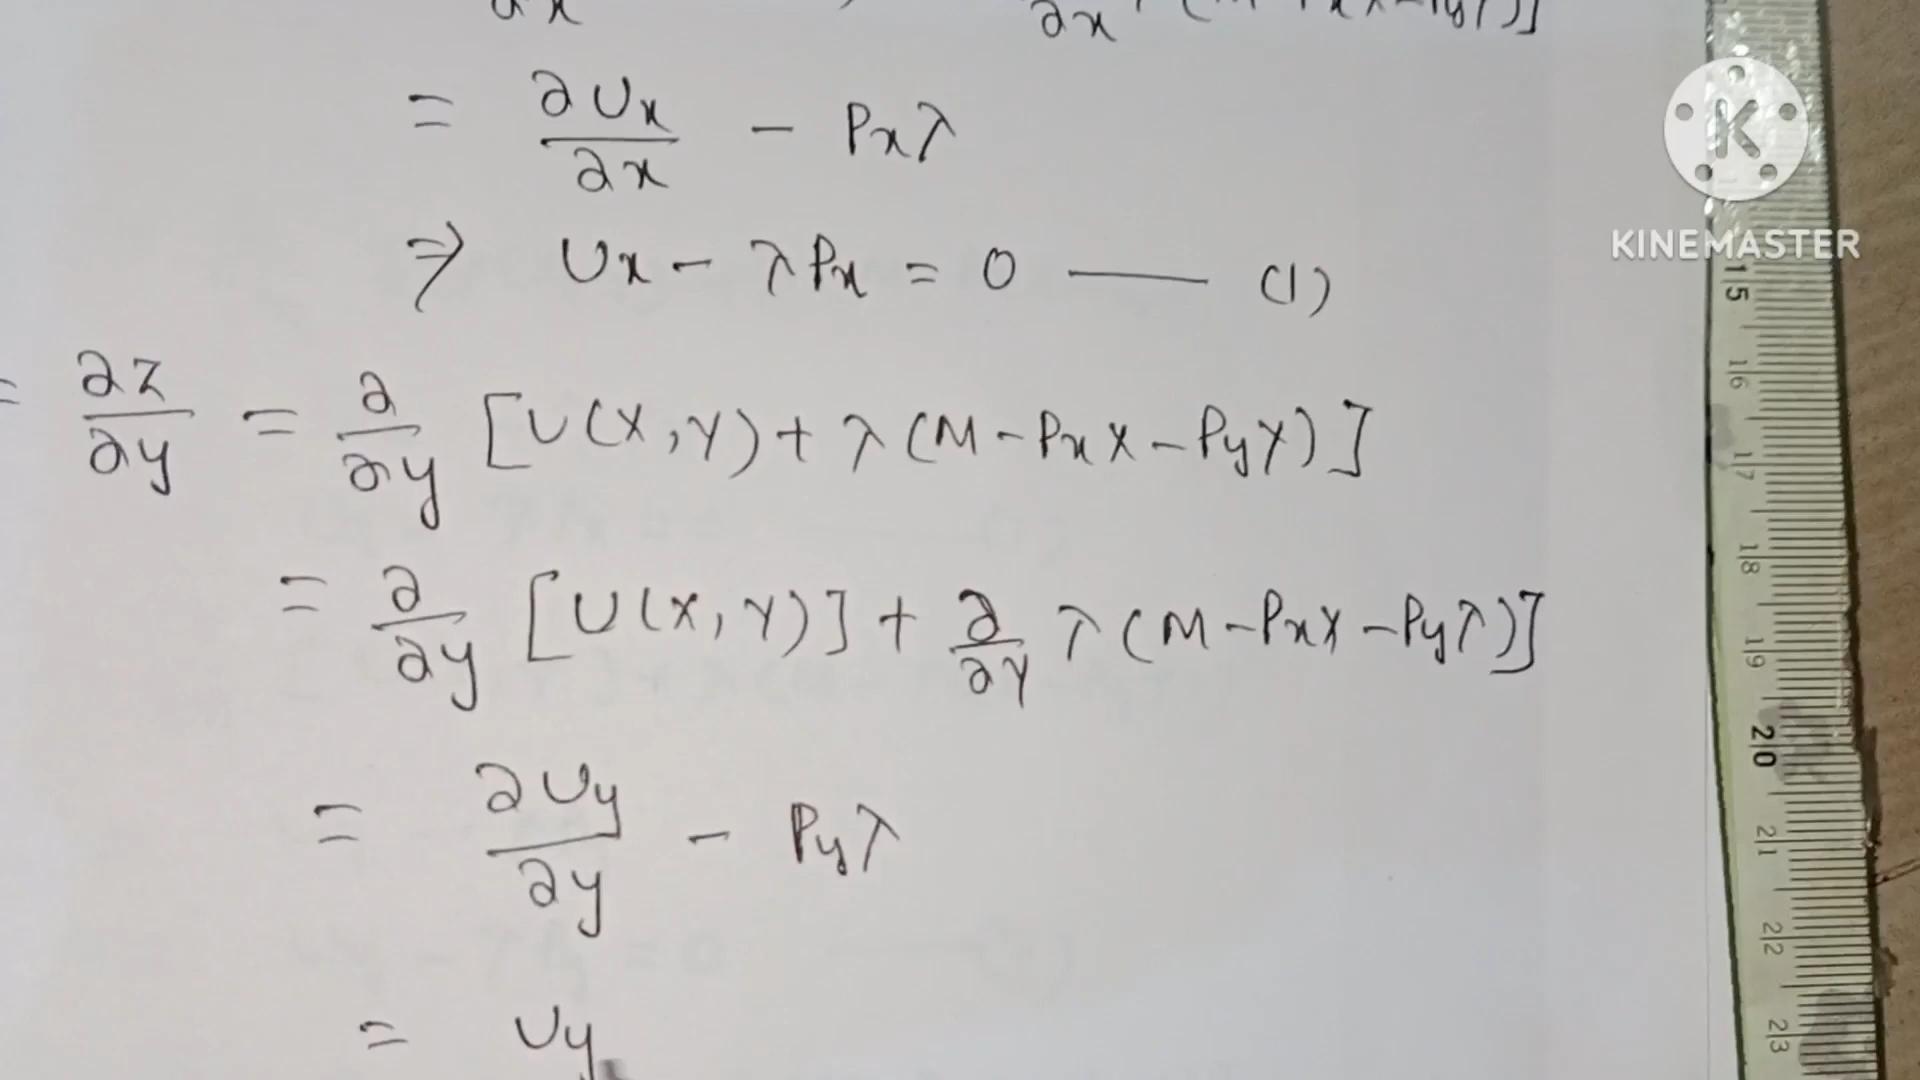 ∂x ∂/∂x
= ∂Ux/∂x - Pxλ
⇒ Ux - λPx = 0 —— (1)
= ∂Z/∂y = ∂/∂y [U(X,Y) + λ(M - PxX - PyY)]
= ∂/∂y [U(X,Y)] + ∂/∂Y λ(M - PxX - Pyλ)]
= ∂Uy/∂y - Pyλ
= Uy
KINEMASTER
15
16
17
18
19
20
21
22
23